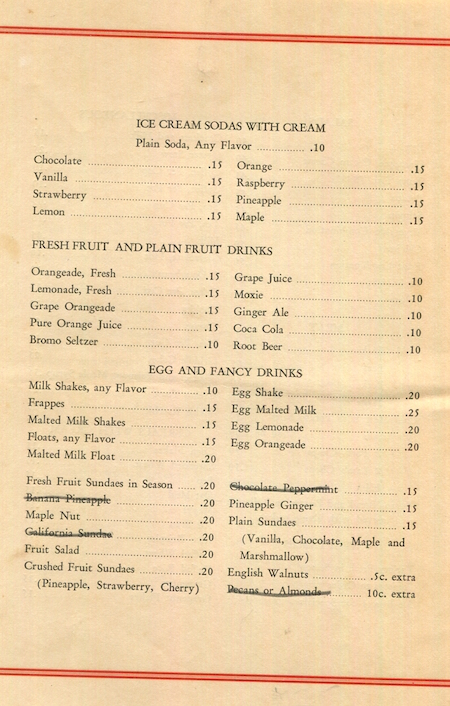 ICE CREAM SODAS WITH CREAM
Plain Soda, Any Flavor .................. .10
Chocolate .................. .15
Vanilla .................. .15
Strawberry .................. .15
Lemon .................. .15
Orange .................. .15
Raspberry .................. .15
Pineapple .................. .15
Maple .................. .15
FRESH FRUIT AND PLAIN FRUIT DRINKS
Orangeade, Fresh .................. .15
Lemonade, Fresh .................. .15
Grape Orangeade .................. .15
Pure Orange Juice .................. .15
Bromo Seltzer .................. .10
Grape Juice .................. .10
Moxie .................. .10
Ginger Ale .................. .10
Coca Cola .................. .10
Root Beer .................. .10
EGG AND FANCY DRINKS
Milk Shakes, any Flavor .................. .10
Frappes .................. .15
Malted Milk Shakes .................. .15
Floats, any Flavor .................. .15
Malted Milk Float .................. .20
Egg Shake .................. .20
Egg Malted Milk .................. .25
Egg Lemonade .................. .20
Egg Orangeade .................. .20
Fresh Fruit Sundaes in Season ...... .20
Banana Pineapple .................. .20
Maple Nut .................. .20
California Sundae .................. .20
Fruit Salad .................. .20
Crushed Fruit Sundaes .................. .20
(Pineapple, Strawberry, Cherry)
Chocolate Peppermint .................. .15
Pineapple Ginger .................. .15
Plain Sundaes .................. .15
(Vanilla, Chocolate, Maple and
Marshmallow)
English Walnuts .................. .5c. extra
Pecans or Almonds .......... 10c. extra